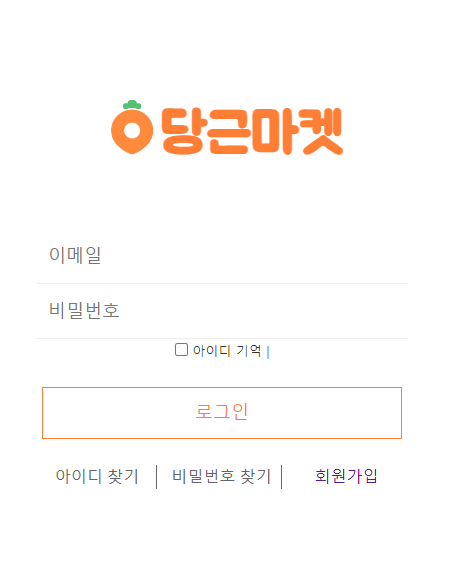 당근마켓
이메일
비밀번호
아이디 기억 |
로그인
아이디 찾기 | 비밀번호 찾기 | 회원가입